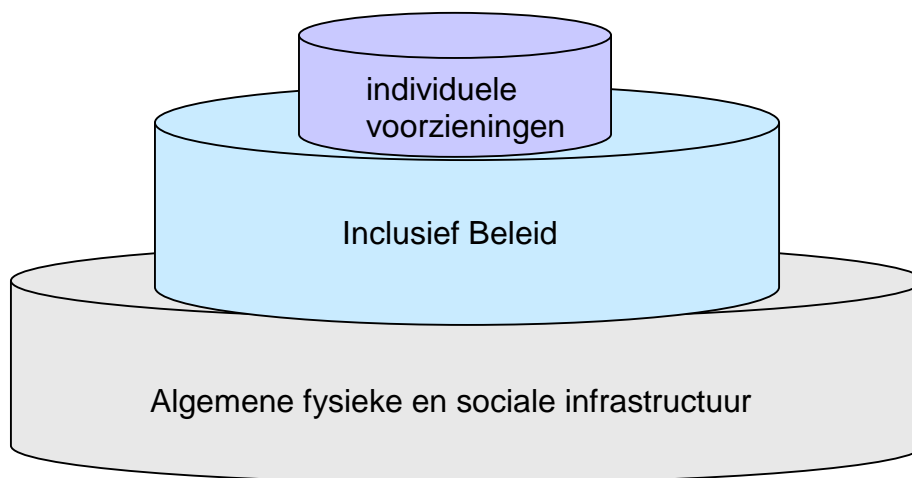 individuele
voorzieningen
Inclusief Beleid
Algemene fysieke en sociale infrastructuur